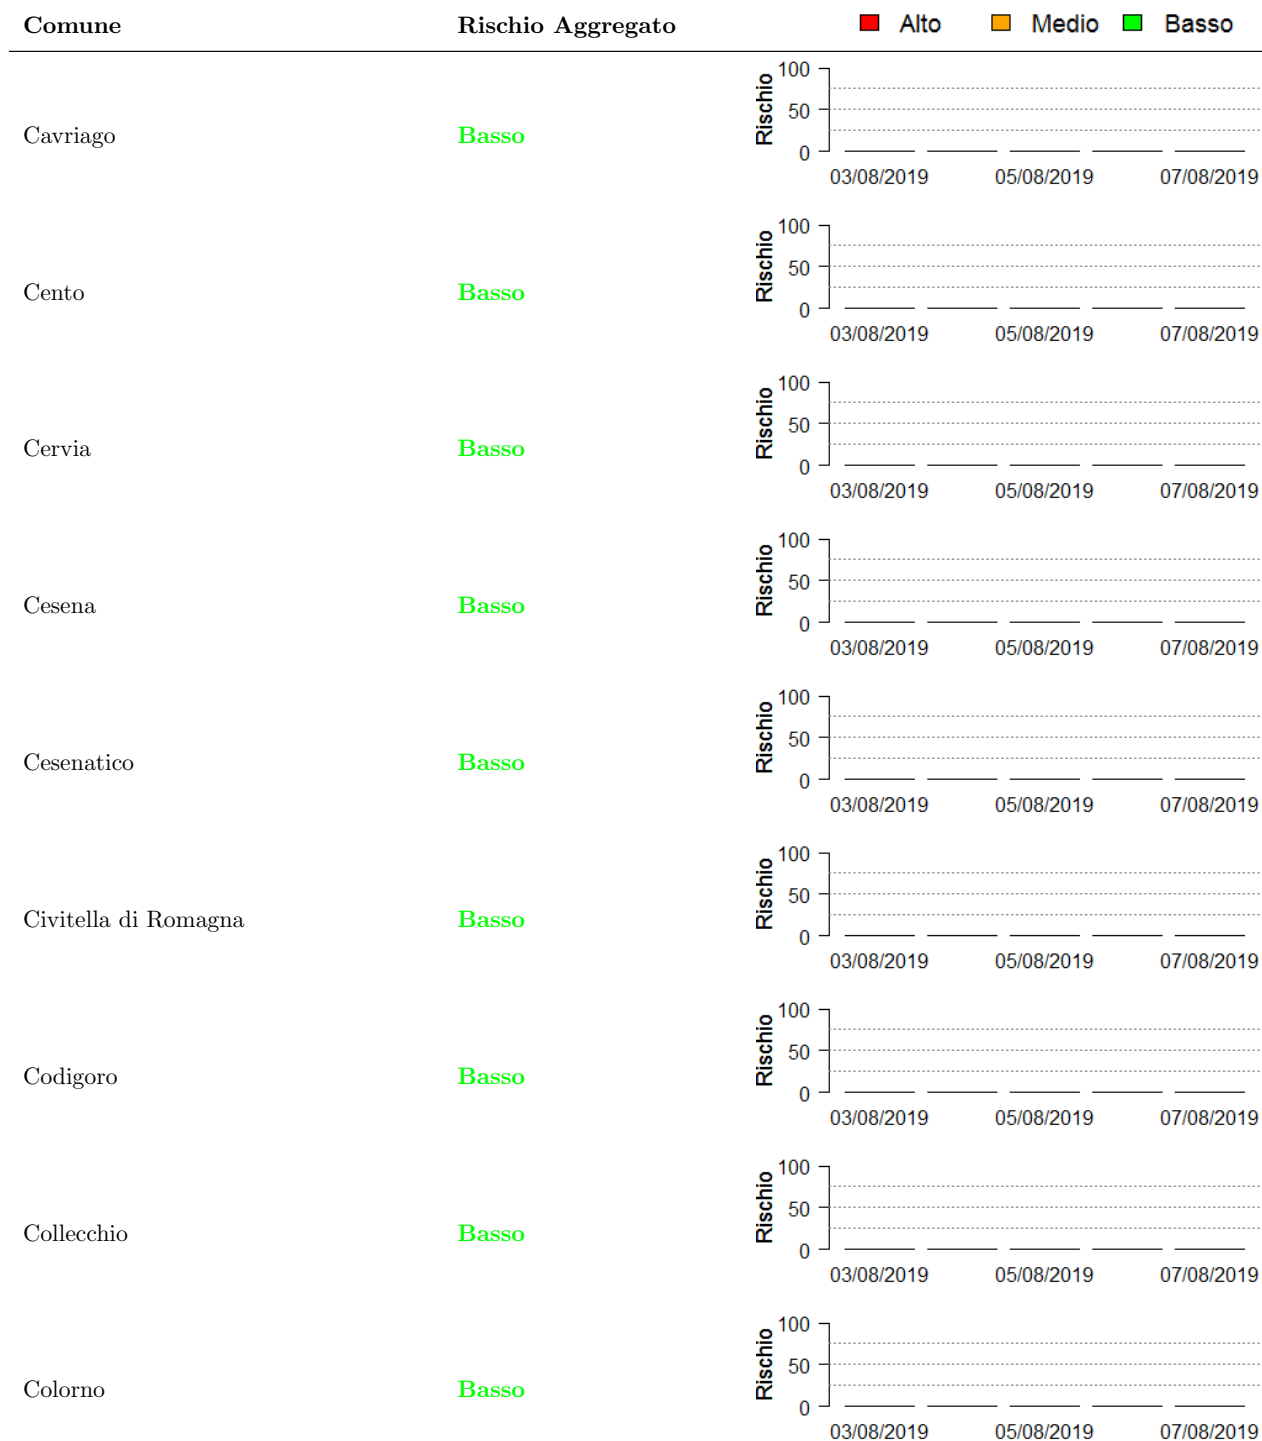 Comune Rischio Aggregato Alto Medio Basso
100
50
0
Rischio
Cavriago Basso
03/08/2019 05/08/2019 07/08/2019
100
50
0
Rischio
Cento Basso
03/08/2019 05/08/2019 07/08/2019
100
50
0
Rischio
Cervia Basso
03/08/2019 05/08/2019 07/08/2019
100
50
0
Rischio
Cesena Basso
03/08/2019 05/08/2019 07/08/2019
100
50
0
Rischio
Cesenatico Basso
03/08/2019 05/08/2019 07/08/2019
100
50
0
Rischio
Civitella di Romagna Basso
03/08/2019 05/08/2019 07/08/2019
100
50
0
Rischio
Codigoro Basso
03/08/2019 05/08/2019 07/08/2019
100
50
0
Rischio
Collecchio Basso
03/08/2019 05/08/2019 07/08/2019
100
50
0
Rischio
Colorno Basso
03/08/2019 05/08/2019 07/08/2019